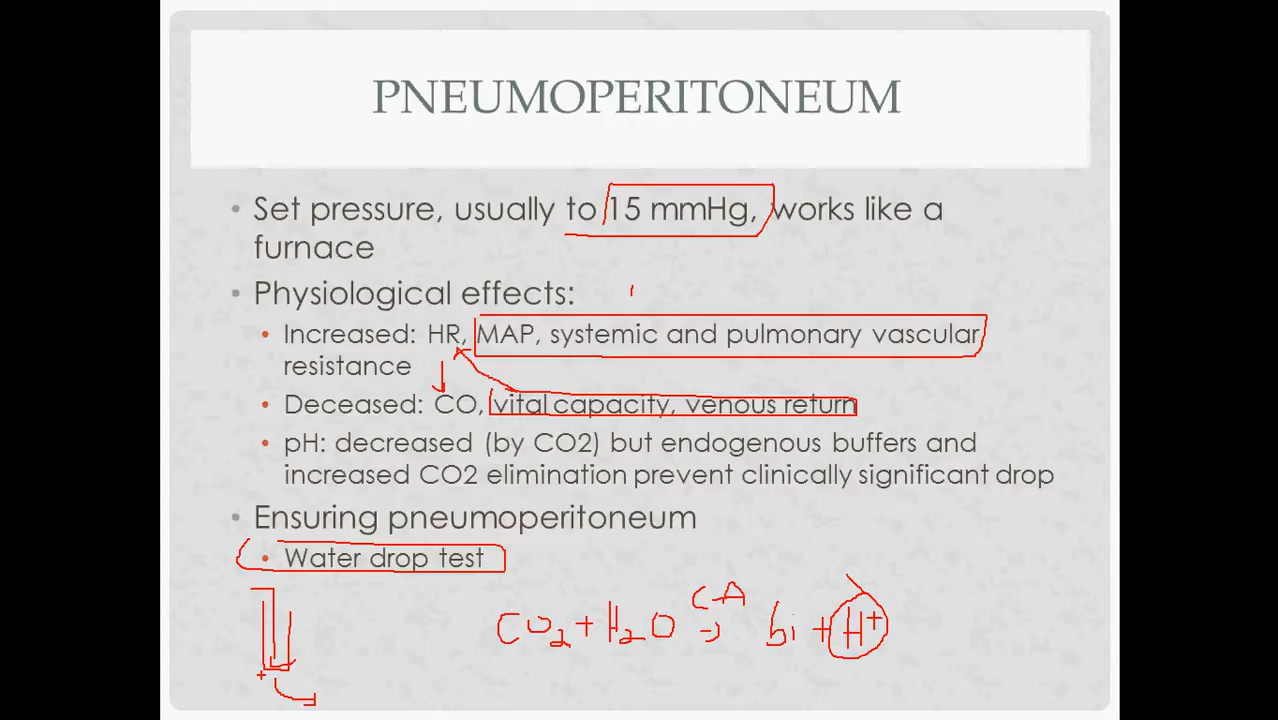 PNEUMOPERITONEUM
• Set pressure, usually to 15 mmHg, works like a
furnace
• Physiological effects:
• Increased: HR, MAP, systemic and pulmonary vascular
resistance
• Deceased: CO, vital capacity, venous return
• pH: decreased (by CO2) but endogenous buffers and
increased CO2 elimination prevent clinically significant drop
• Ensuring pneumoperitoneum
• Water drop test
CA
CO₂ + H₂O => bi + H+